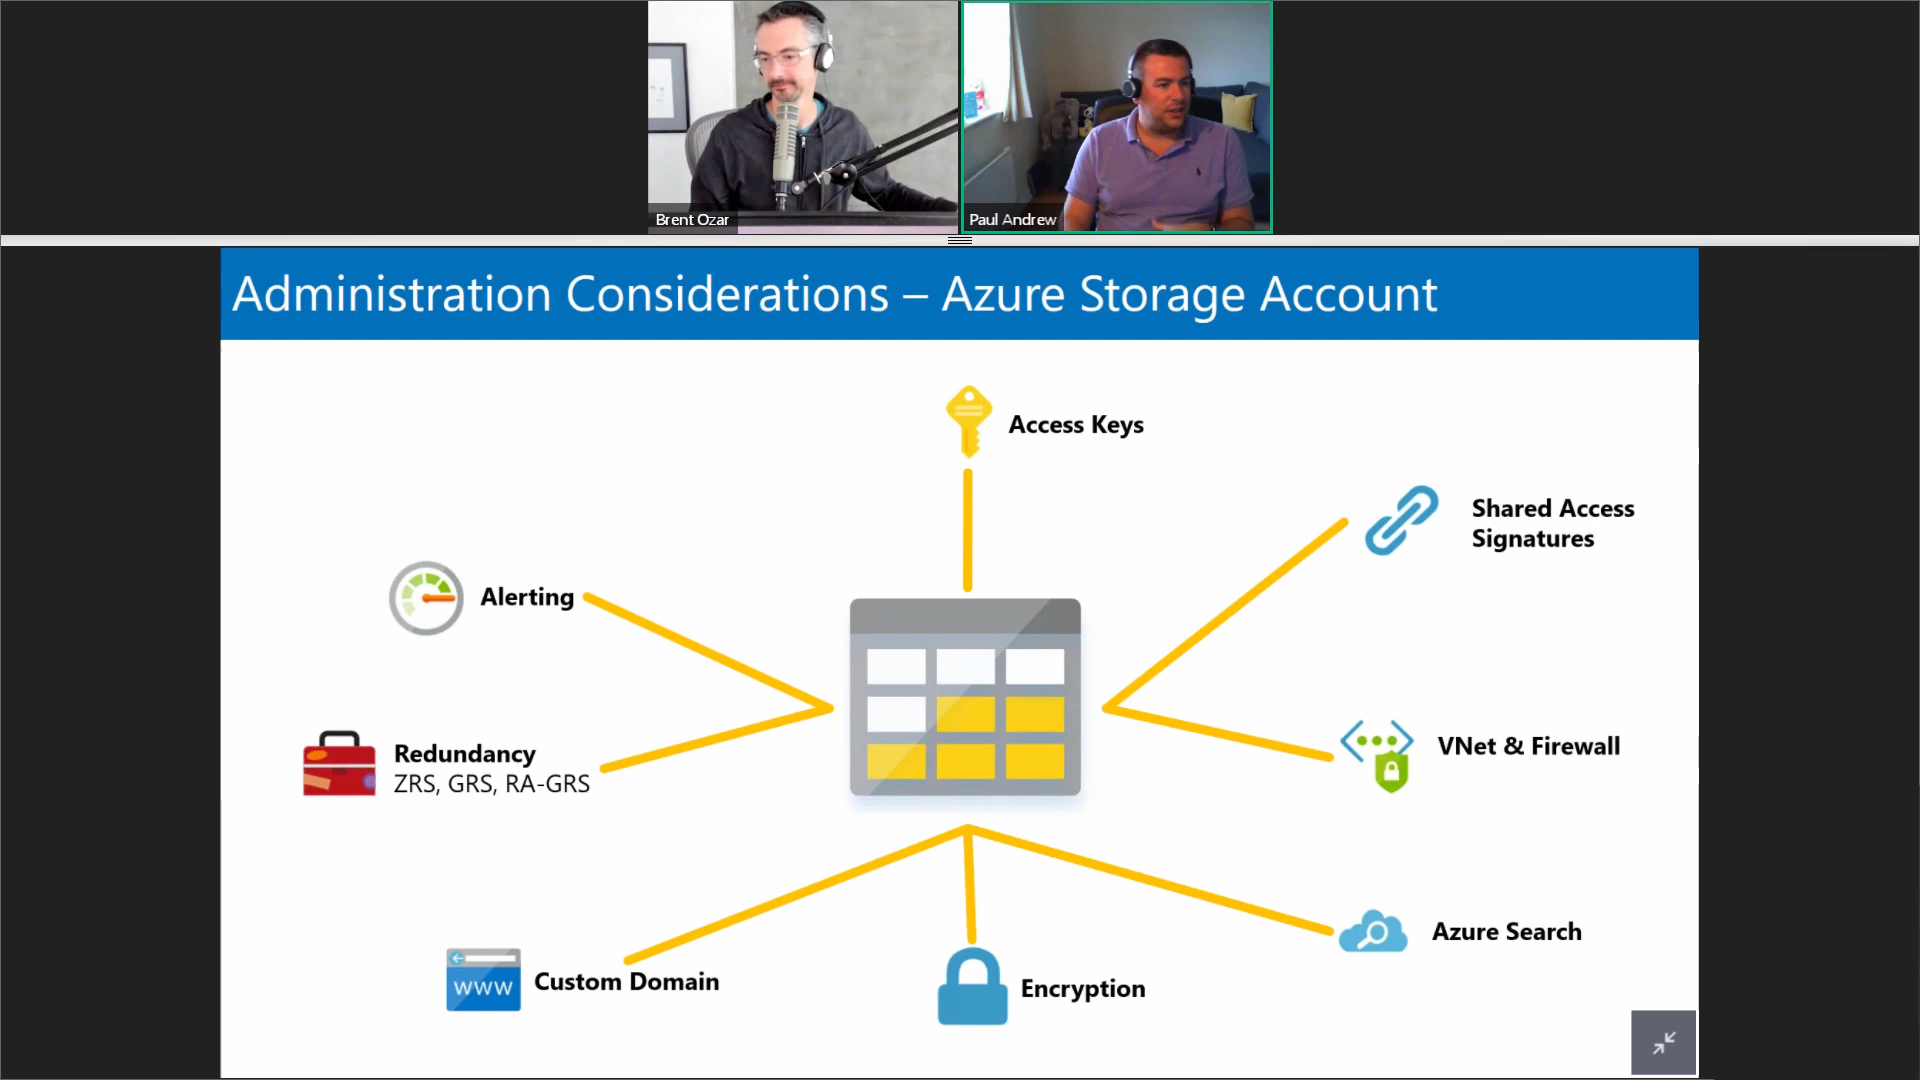 Brent Ozar
Paul Andrew
Administration Considerations – Azure Storage Account
Access Keys
Shared Access
Signatures
Alerting
VNet & Firewall
Redundancy
ZRS, GRS, RA-GRS
Azure Search
www
Custom Domain
Encryption